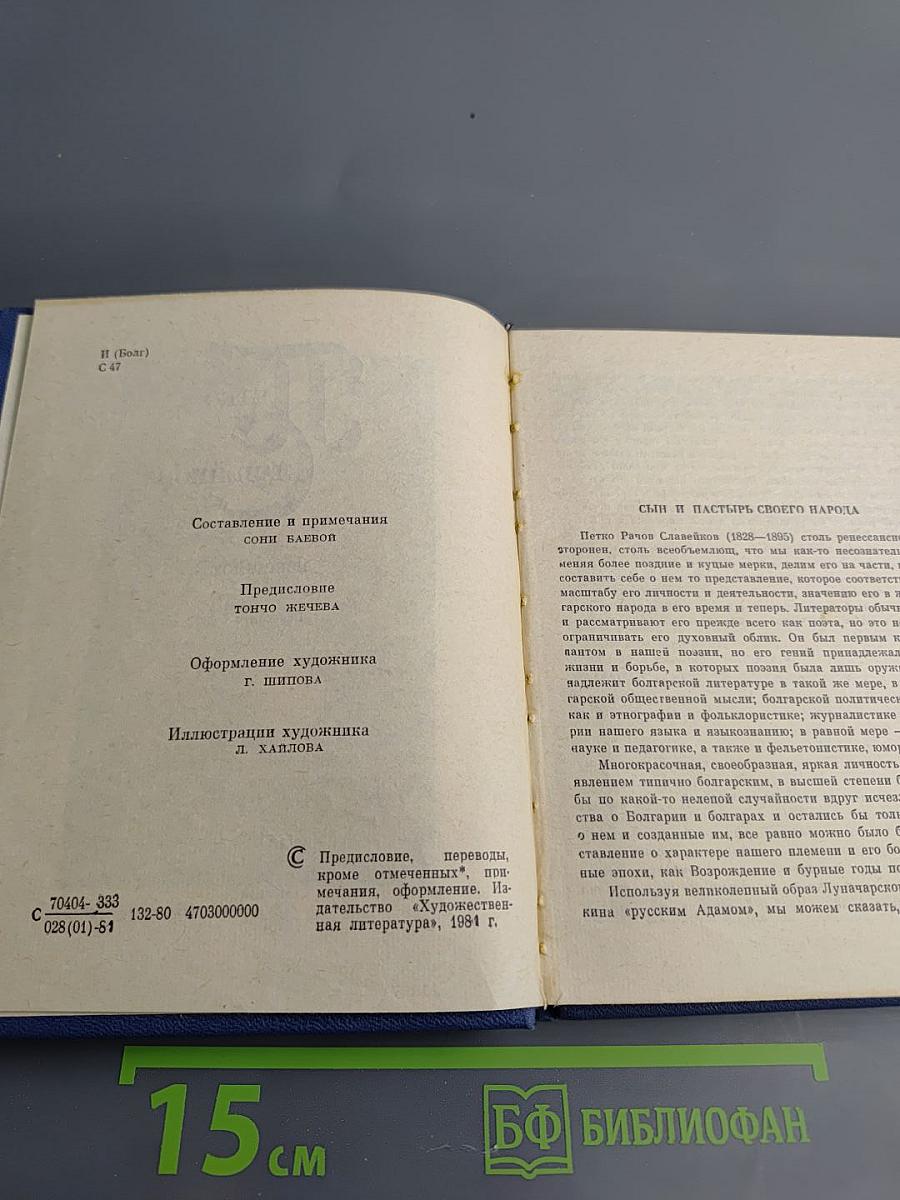 И (Болг)
С 47
Составление и примечания
СОНИ БАЕВОЙ
Предисловие
ТОНЧО ЖЕЧЕВА
Оформление художника
Г. ШИПОВА
Иллюстрации художника
Л. ХАЙЛОВА
© Предисловие, переводы,
кроме отмеченных*, при-
мечания, оформление. Из-
дательство «Художествен-
ная литература», 1981 г.
С 70404-333
028(01)-81 132-80 4703000000
СЫН И ПАСТЫРЬ СВОЕГО НАРОДА
Петко Рачов Славейков (1828—1895) столь ренессансно
сторонен, столь всеобъемлющ, что мы как-то несознатель
меняя более поздние и куцые мерки, делим его на части,
составить себе о нем то представление, которое соответст
масштабу его личности и деятельности, значению его в ж
гарского народа в его время и теперь. Литераторы обыч
и рассматривают его прежде всего как поэта, но это не
ограничивать его духовный облик. Он был первым к
лантом в нашей поэзии, но его гений принадлежал
жизни и борьбе, в которых поэзия была лишь оруж
надлежит болгарской литературе в такой же мере, в
гарской общественной мысли; болгарской политическ
как и этнографии и фольклористике; журналистике
рии нашего языка и языкознанию; в равной мере —
науке и педагогике, а также и фельетонистике, юмор
Многокрасочная, своеобразная, яркая личность
явлением типично болгарским, в высшей степени б
бы по какой-то нелепой случайности вдруг исчез
ства о Болгарии и болгарах и остались бы толь
о нем и созданные им, все равно можно было б
ставление о характере нашего племени и его бо
ные эпохи, как Возрождение и бурные годы по
Используя великолепный образ Луначарског
кина «русским Адамом», мы можем сказать,
15 см
БФ БИБЛИОФАН